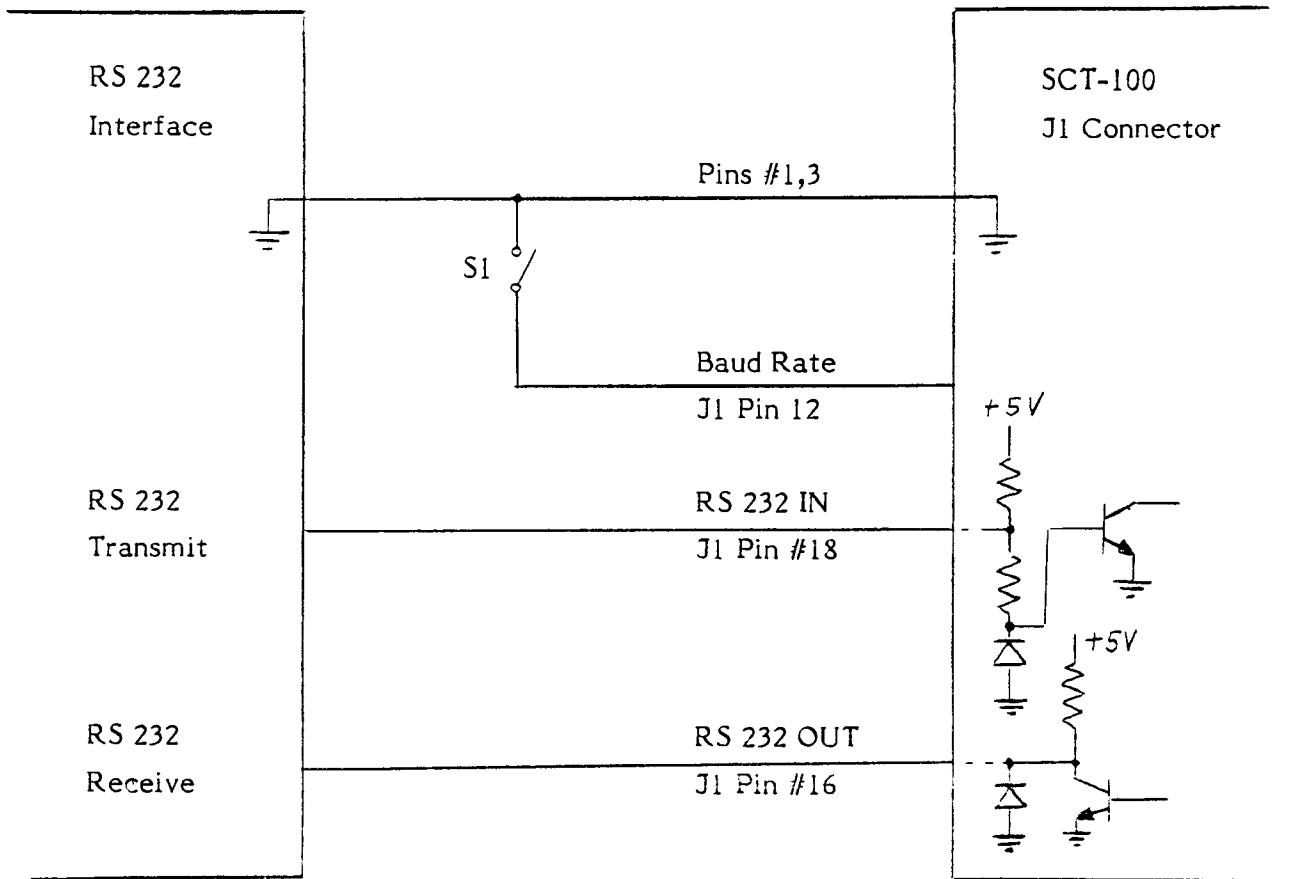 RS 232
Interface
SCT-100
J1 Connector
Pins #1,3
S1
Baud Rate
J1 Pin 12
+5V
RS 232
Transmit
RS 232 IN
J1 Pin #18
+5V
RS 232
Receive
RS 232 OUT
J1 Pin #16